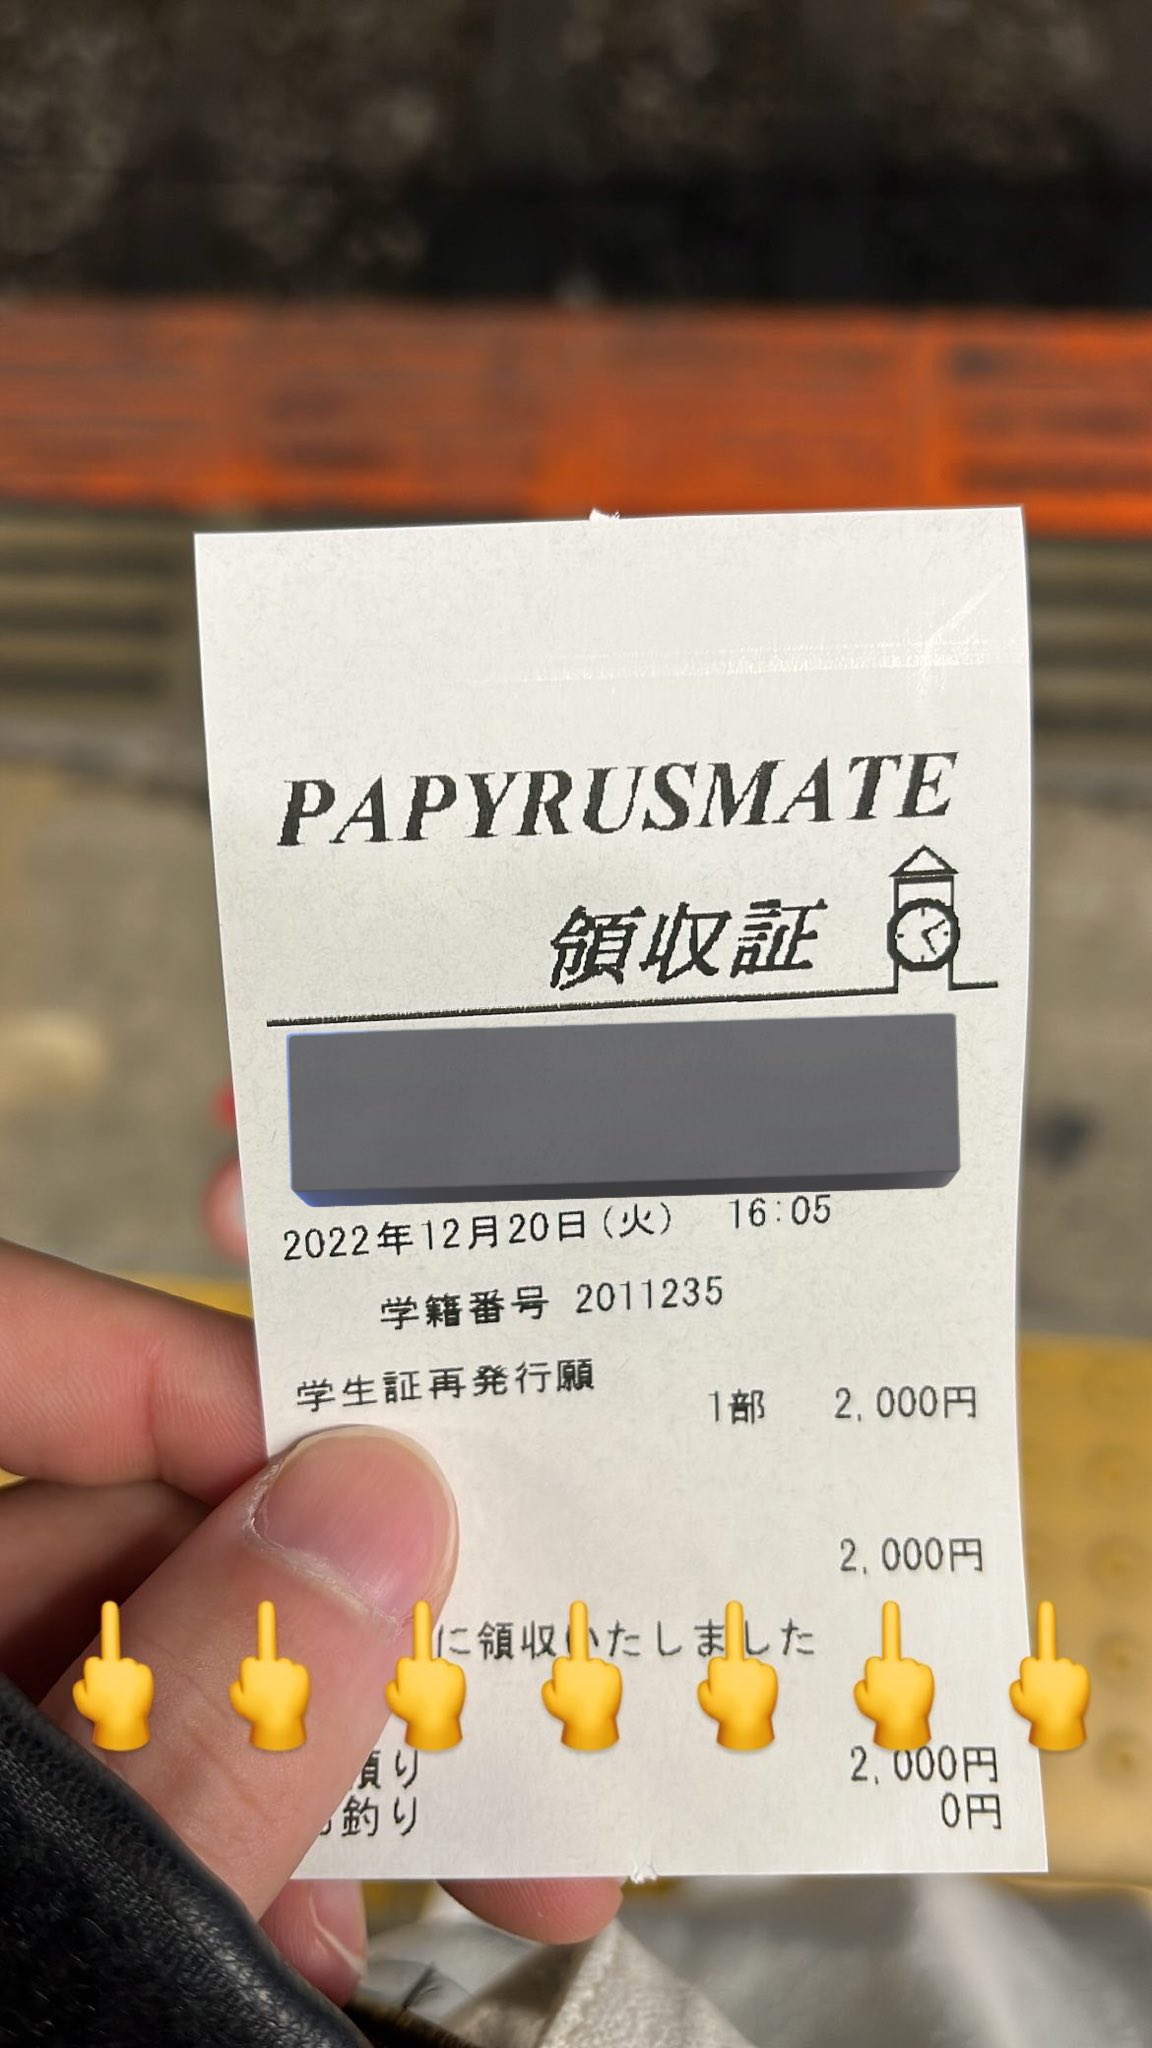 PAPYRUSMATE
領収証
2022年12月20日(火) 16:05
学籍番号 2011235
学生証再発行願 1部 2,000円
2,000円
に領収いたしました
預り 2,000円
お釣り 0円